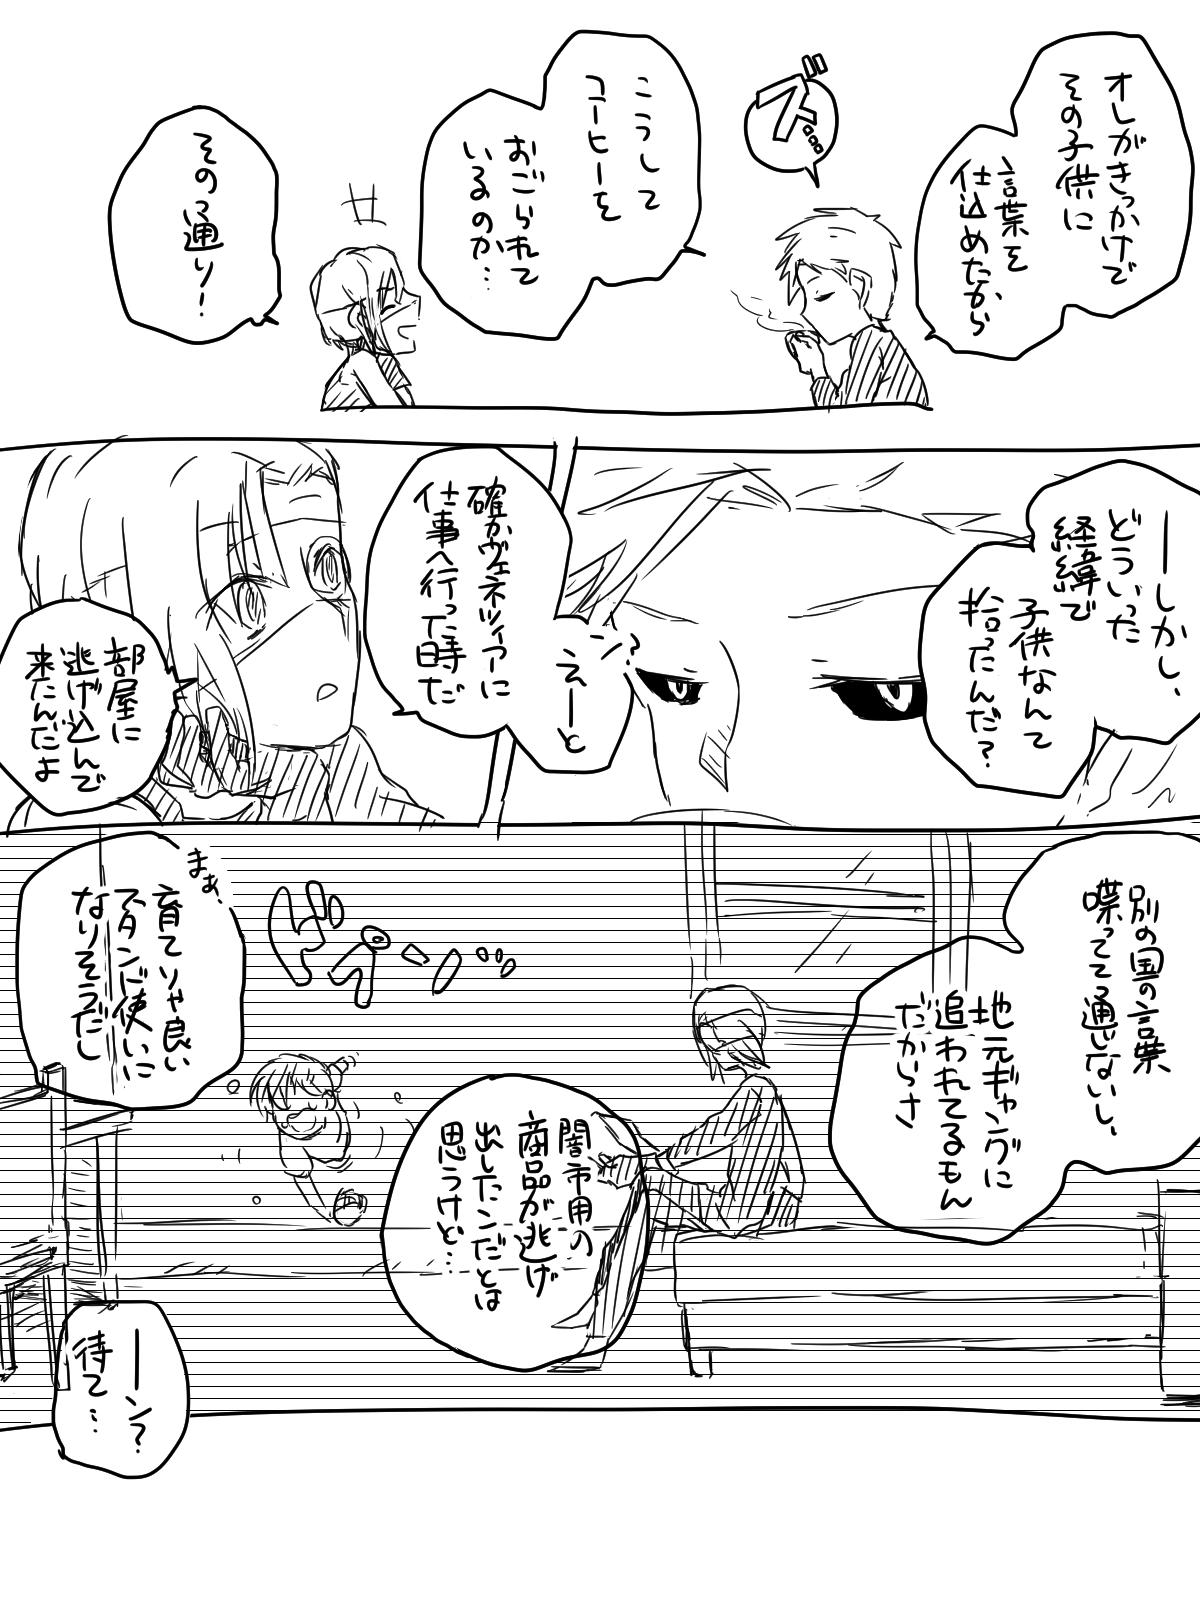 オレがきっかけで
その子供に
言葉を
仕込めたから
ズ…
こうして
コーヒーを
おごられて
いるのか…
その通り！
ーしかし、
どういった
経緯で
子供なんて
拾ったんだ？
ン？
えーと
確かヴェネツィアーに
仕事へ行った時だ
部屋に
逃げ込んで
来たんだよ
別の国の言葉
喋ってて通じないし、
地元ギャングに
追われてるもん
だからさ
闇市用の
商品が逃げ
出したンだとは
思うけど…
まぁ、
育てりゃ良い
スタンド使いに
なりそうだし
ーーン？
待て…